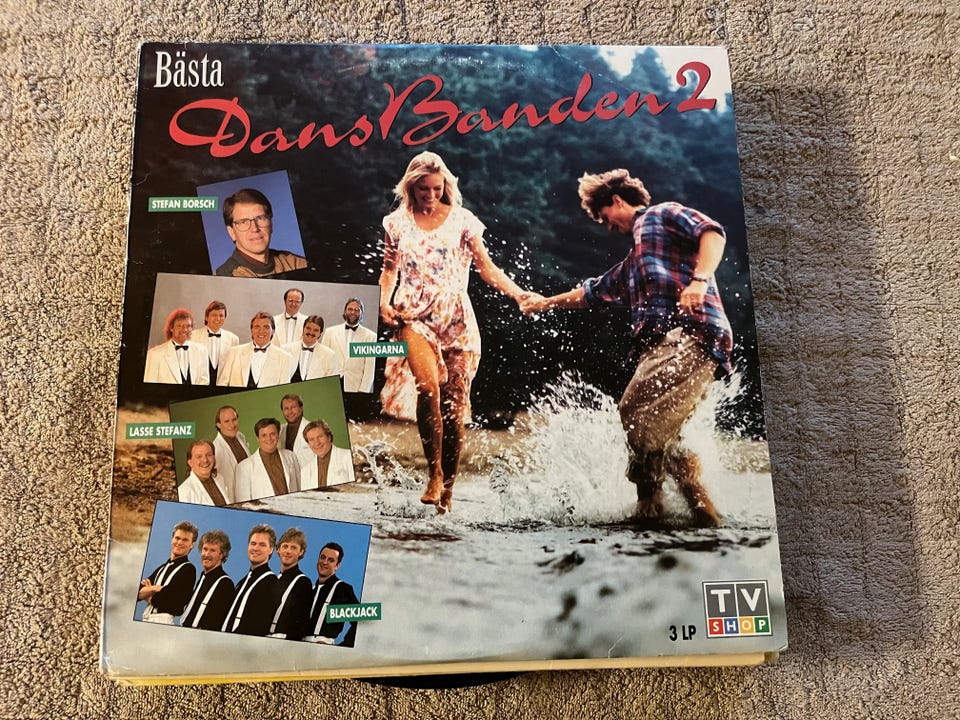 Bästa
DansBanden 2
STEFAN BORSCH
VIKINGARNA
LASSE STEFANZ
BLACKJACK
3 LP
TV
SHOP